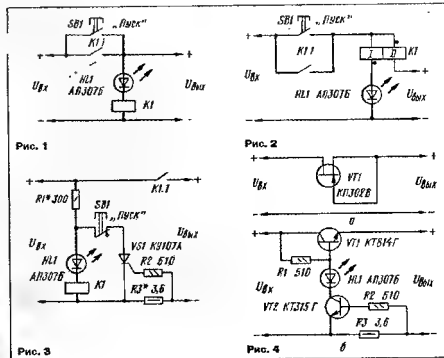 SB1 „Пуск"
K1.1
+ +
Uвх
HL1
АЛ307Б
K1
Uвых
- -
Рис. 1
SB1 „Пуск"
K1.1
+
I II
K1
+
Uвх
HL1 АЛ307Б
Uвых
- -
Рис. 2
+ +
K1.1
R1* 300
SB1
„Пуск"
Uвх
VS1 КУ107А
Uвых
HL1
АЛ307Б
R2 510
K1
R3* 3,6
- -
Рис. 3
+ +
VT1
КП302В
Uвх
Uвых
- -
а
VT1 КТ814Г
+ +
R1 510
HL1 АЛ307Б
Uвх
Uвых
VT2 КТ315Г
R2 510
R3 3,6
- -
б
Рис. 4